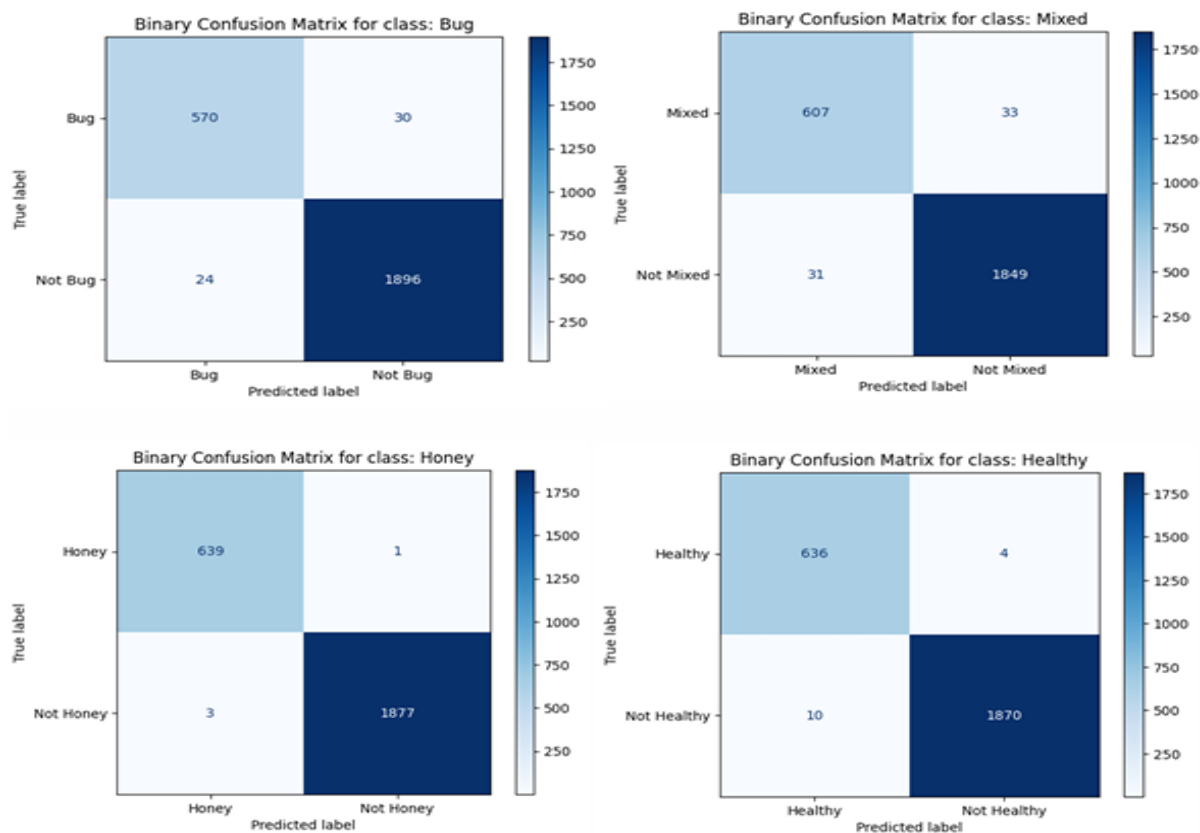 Binary Confusion Matrix for class: Bug
True label
Bug
570
30
Not Bug
24
1896
Bug
Not Bug
Predicted label
1750
1500
1250
1000
750
500
250
Binary Confusion Matrix for class: Mixed
True label
Mixed
607
33
Not Mixed
31
1849
Mixed
Not Mixed
Predicted label
1750
1500
1250
1000
750
500
250
Binary Confusion Matrix for class: Honey
True label
Honey
639
1
Not Honey
3
1877
Honey
Not Honey
Predicted label
1750
1500
1250
1000
750
500
250
Binary Confusion Matrix for class: Healthy
True label
Healthy
636
4
Not Healthy
10
1870
Healthy
Not Healthy
Predicted label
1750
1500
1250
1000
750
500
250